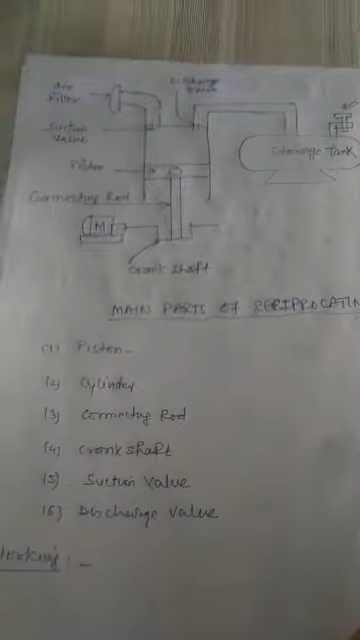 Air
Filter
Discharge
Valve
Suction
Valve
Discharge Tank
Piston
Connecting Rod
M
Crank Shaft
MAIN PARTS OF RECIPROCATIN
(1) Piston -
(2) Cylinder.
(3) Connecting Rod
(4) Crank shaft
(5) Suction Valve
(6) Discharge Valve
Working : -